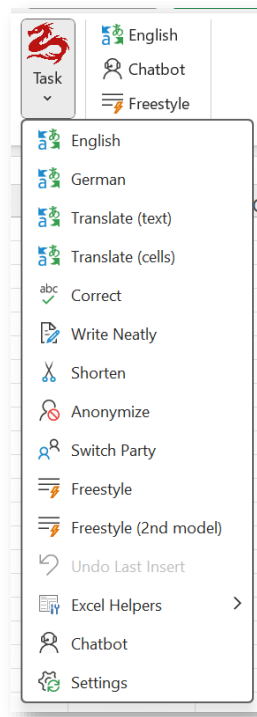 Task
English
Chatbot
Freestyle
English
German
Translate (text)
Translate (cells)
abc
Correct
Write Neatly
Shorten
Anonymize
Switch Party
Freestyle
Freestyle (2nd model)
Undo Last Insert
Excel Helpers
Chatbot
Settings